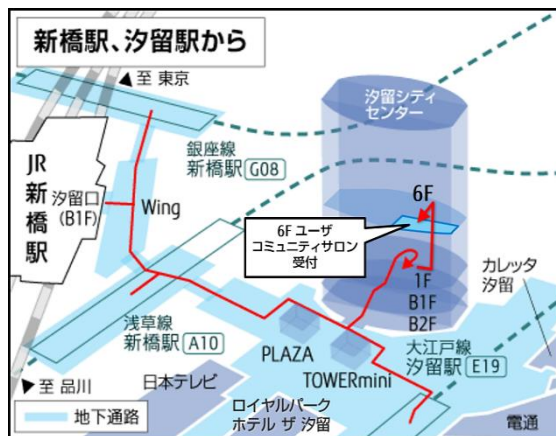 新橋駅、汐留駅から
至 東京
汐留シティ
センター
銀座線
新橋駅 G08
JR
新
橋
駅
汐留口
(B1F)
Wing
6F
6F ユーザ
コミュニティサロン
受付
1F
B1F
B2F
カレッタ
汐留
浅草線
新橋駅 A10
PLAZA
TOWERmini
大江戸線
汐留駅 E19
至 品川
日本テレビ
地下通路
ロイヤルパーク
ホテル ザ 汐留
電通